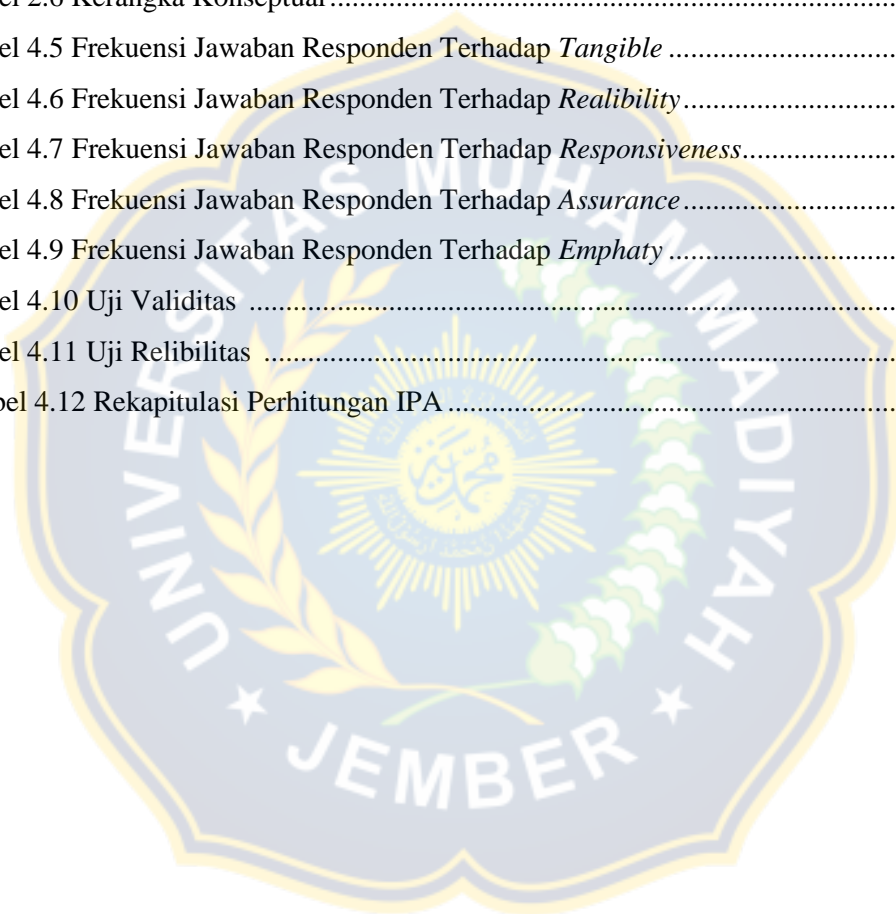 el 2.6 Kerangka Konseptual.......................................................................
el 4.5 Frekuensi Jawaban Responden Terhadap Tangible ..............................
el 4.6 Frekuensi Jawaban Responden Terhadap Realibility............................
el 4.7 Frekuensi Jawaban Responden Terhadap Responsiveness....................
el 4.8 Frekuensi Jawaban Responden Terhadap Assurance............................
el 4.9 Frekuensi Jawaban Responden Terhadap Emphaty ..............................
el 4.10 Uji Validitas ....................................................................................
el 4.11 Uji Relibilitas ..................................................................................
bel 4.12 Rekapitulasi Perhitungan IPA ..........................................................
UNIVERSITAS MUHAMMADIYAH
JEMBER